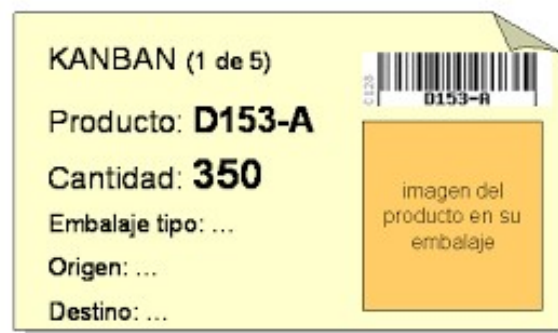 KANBAN (1 de 5)
Producto: D153-A
Cantidad: 350
Embalaje tipo: ...
Origen: ...
Destino: ...
C128
D153-A
imagen del
producto en su
embalaje